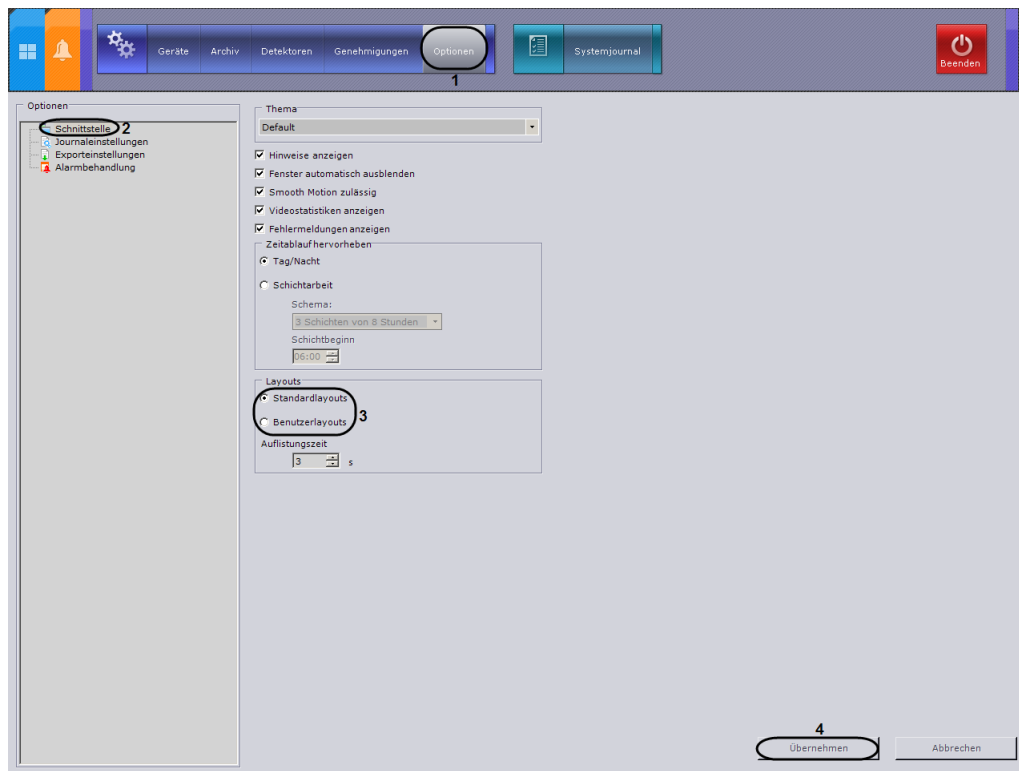 Geräte Archiv Detektoren Genehmigungen Optionen Systemjournal Beenden
1
Optionen
Schnittstelle 2
Journaleinstellungen
Exporteinstellungen
Alarmbehandlung
Thema
Default
Hinweise anzeigen
Fenster automatisch ausblenden
Smooth Motion zulässig
Videostatistiken anzeigen
Fehlermeldungen anzeigen
Zeitablauf hervorheben
Tag/Nacht
Schichtarbeit
Schema:
3 Schichten von 8 Stunden
Schichtbeginn
06:00
Layouts
Standardlayouts
3
Benutzerlayouts
Auflistungszeit
3 s
4
Übernehmen Abbrechen